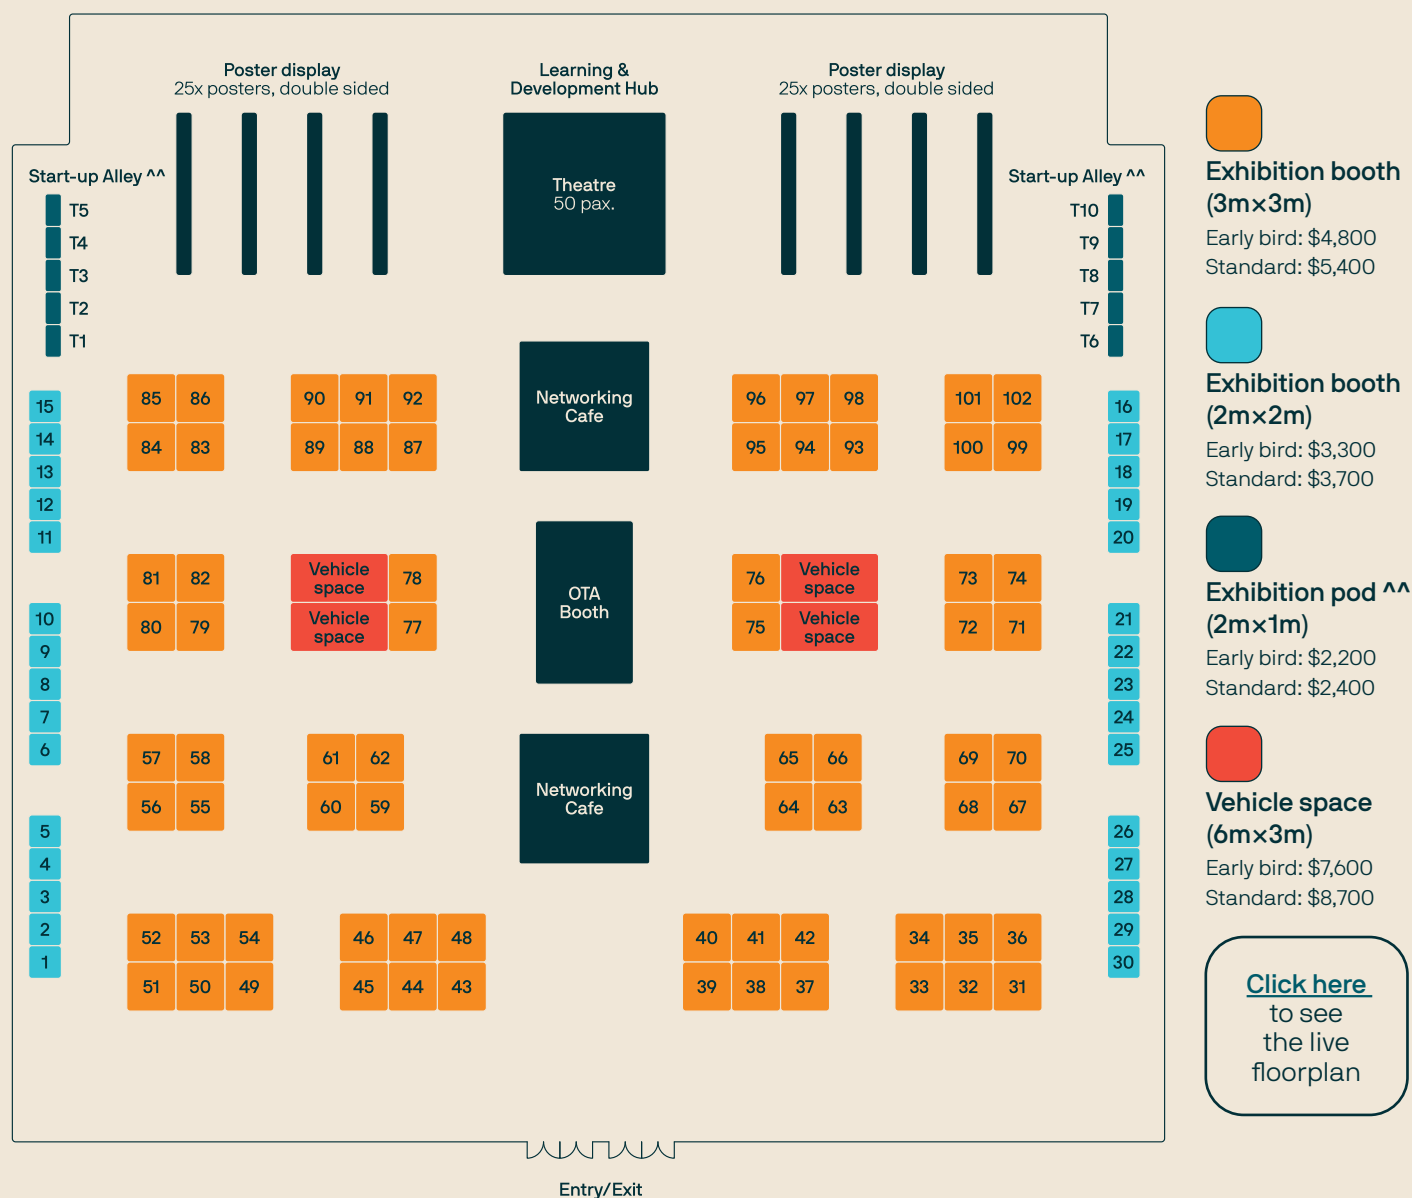 Poster display
25x posters, double sided
Learning &
Development Hub
Poster display
25x posters, double sided
Theatre
50 pax.
Start-up Alley ^^
T5
T4
T3
T2
T1
Start-up Alley ^^
T10
T9
T8
T7
T6
15
14
13
12
11
10
9
8
7
6
5
4
3
2
1
85 86
84 83
90 91 92
89 88 87
Networking
Cafe
96 97 98
95 94 93
101 102
100 99
81 82
80 79
Vehicle
space
78
Vehicle
space
77
OTA
Booth
76
Vehicle
space
75
Vehicle
space
73 74
72 71
57 58
56 55
61 62
60 59
Networking
Cafe
65 66
64 63
69 70
68 67
52 53 54
51 50 49
46 47 48
45 44 43
40 41 42
39 38 37
34 35 36
33 32 31
16
17
18
19
20
21
22
23
24
25
26
27
28
29
30
Entry/Exit
Exhibition booth
(3m×3m)
Early bird: $4,800
Standard: $5,400
Exhibition booth
(2m×2m)
Early bird: $3,300
Standard: $3,700
Exhibition pod ^^
(2m×1m)
Early bird: $2,200
Standard: $2,400
Vehicle space
(6m×3m)
Early bird: $7,600
Standard: $8,700
Click here
to see
the live
floorplan